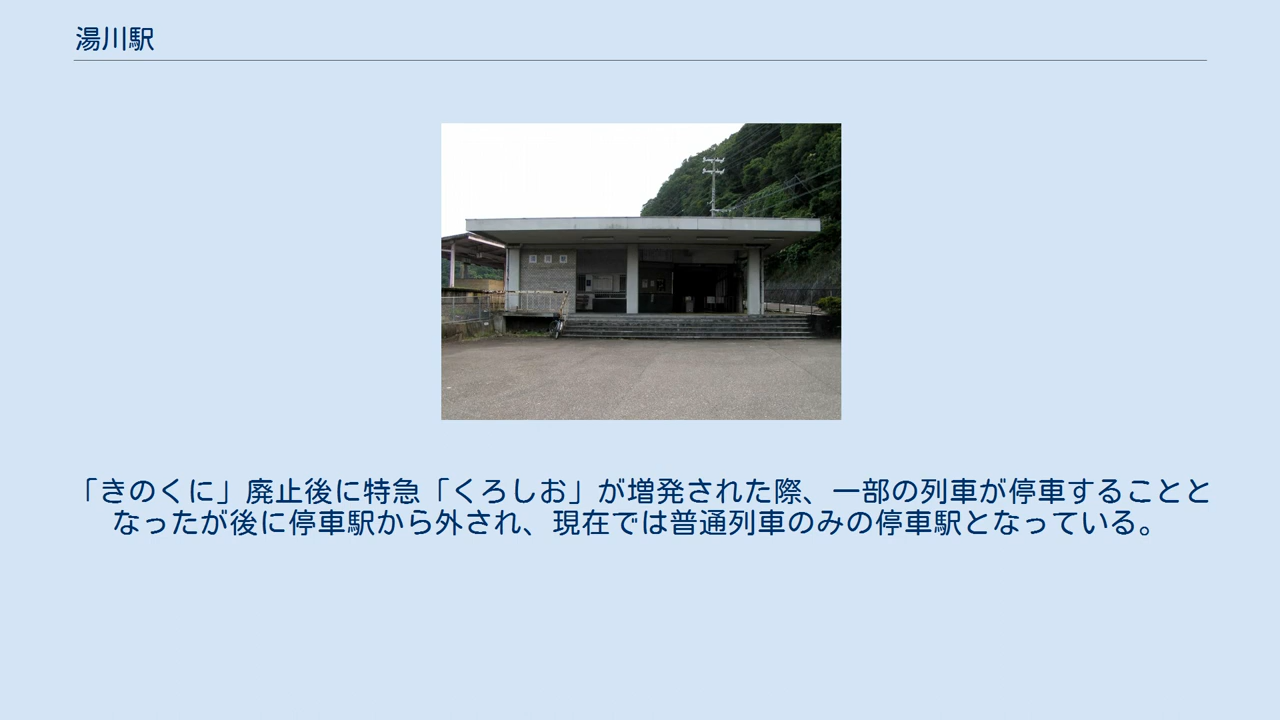 湯川駅
「きのくに」廃止後に特急「くろしお」が増発された際、一部の列車が停車することと
なったが後に停車駅から外され、現在では普通列車のみの停車駅となっている。